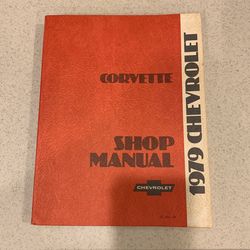 CORVETTE
SHOP
MANUAL
CHEVROLET
1979 CHEVROLET